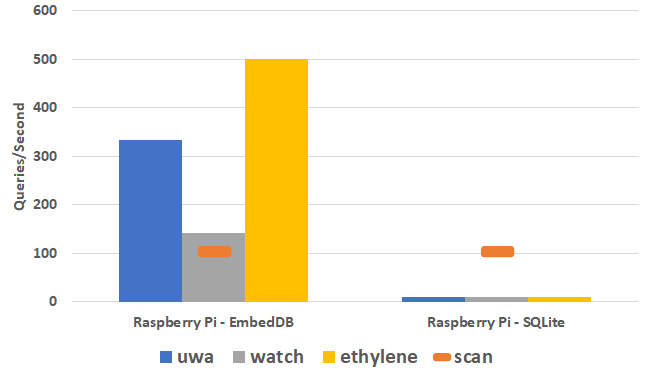 600
500
400
300
200
100
0
Queries/Second
Raspberry Pi - EmbedDB Raspberry Pi - SQLite
uwa watch ethylene scan